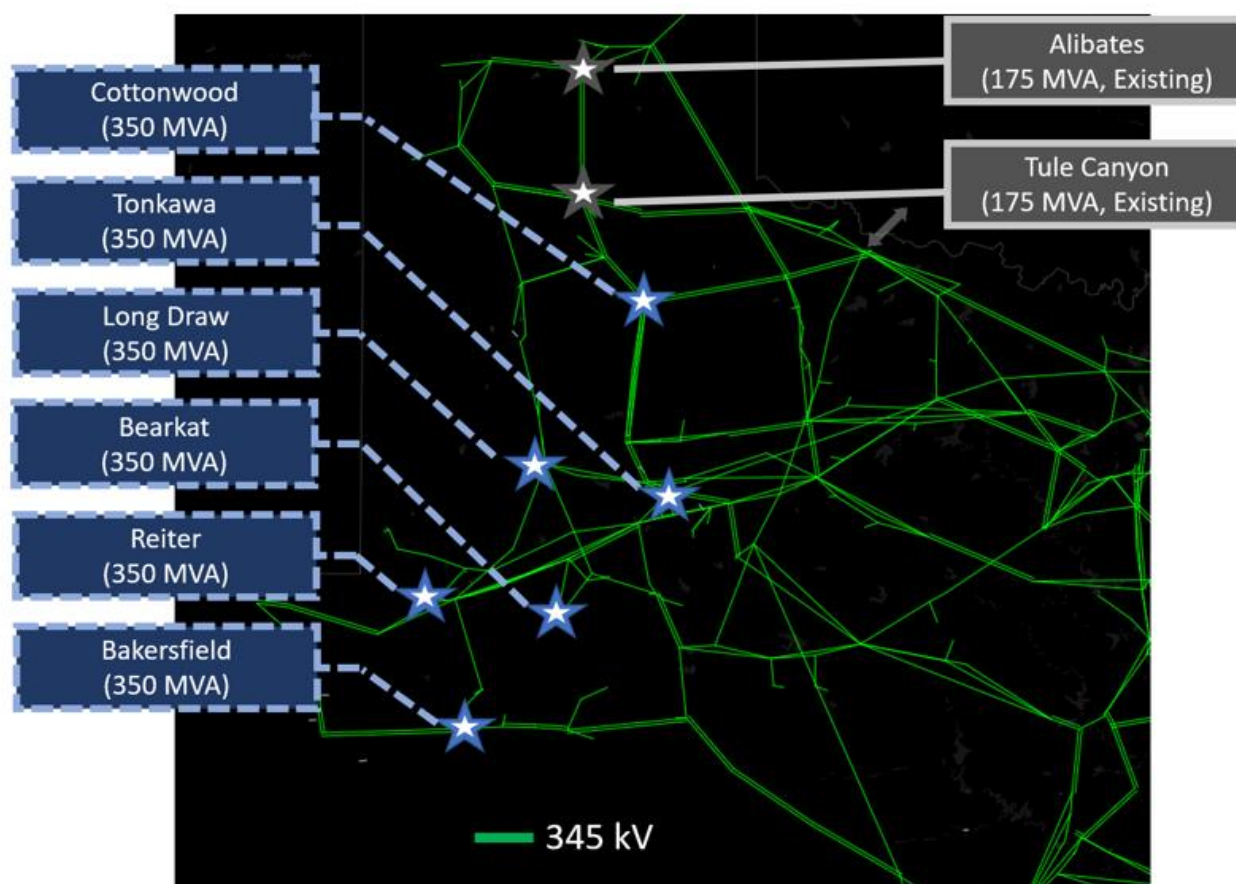 Cottonwood
(350 MVA)
Tonkawa
(350 MVA)
Long Draw
(350 MVA)
Bearkat
(350 MVA)
Reiter
(350 MVA)
Bakersfield
(350 MVA)
Alibates
(175 MVA, Existing)
Tule Canyon
(175 MVA, Existing)
345 kV